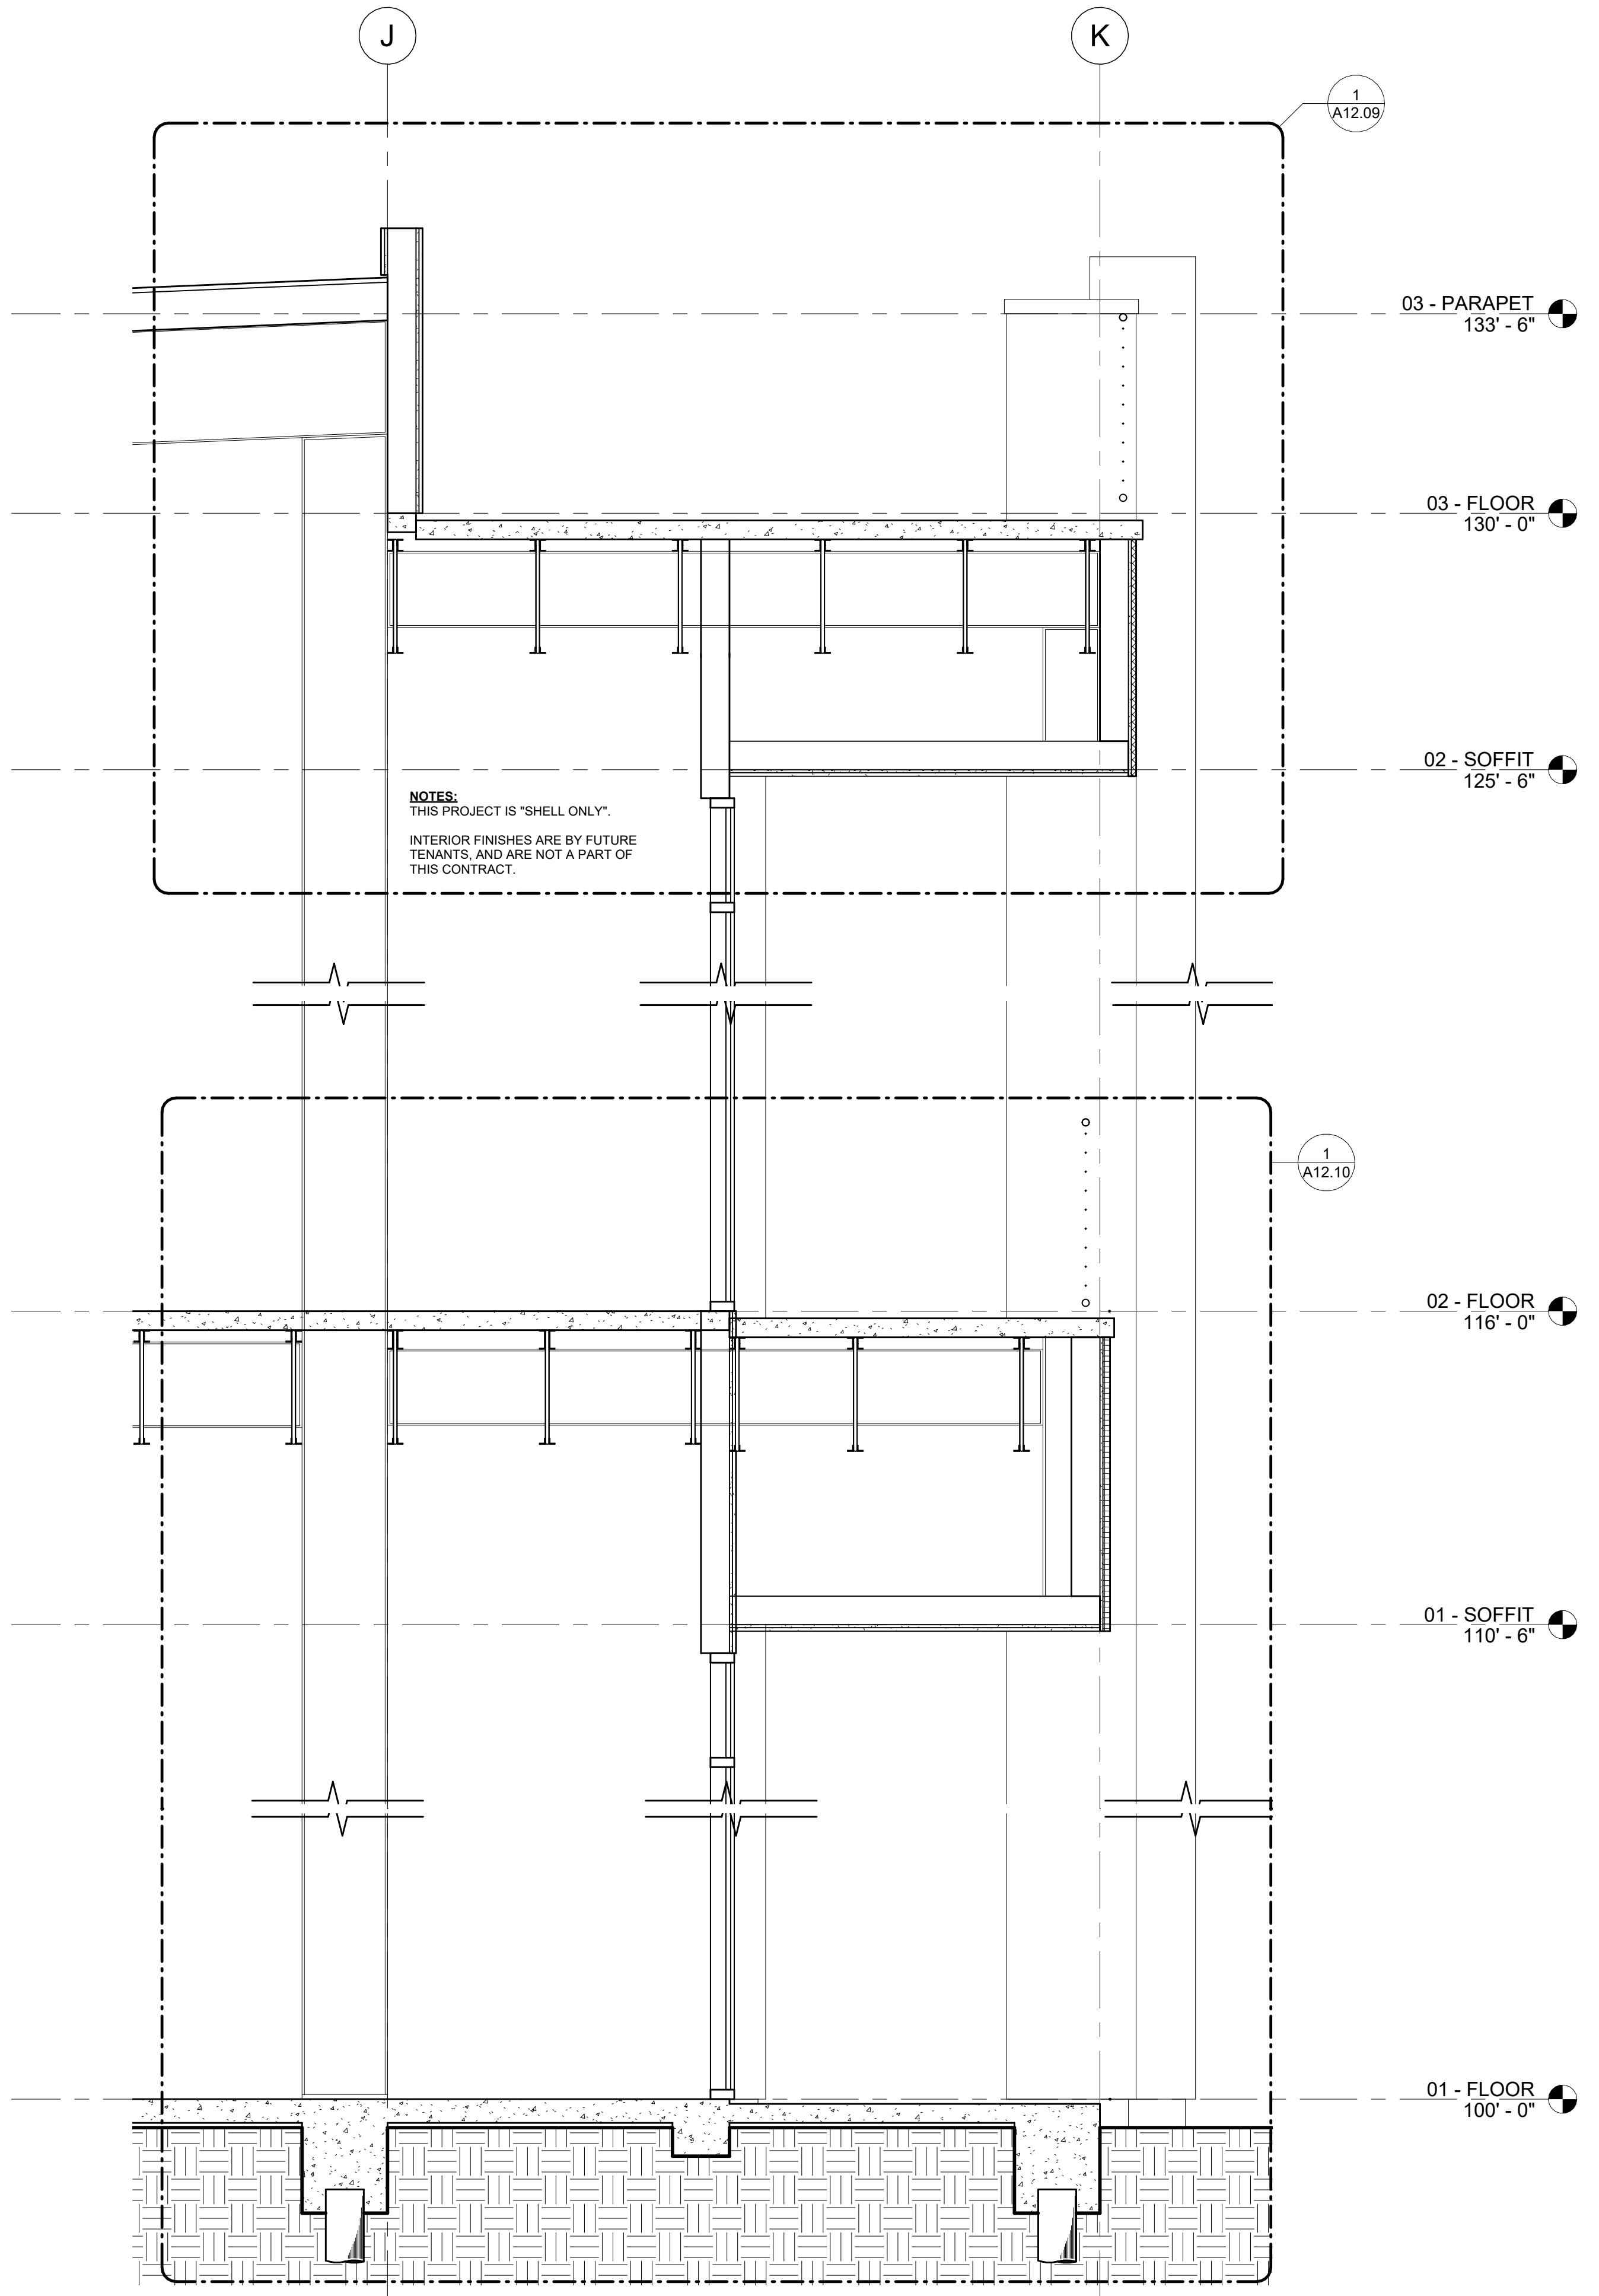 J
K
1
A12.09
03 - PARAPET
133' - 6"
03 - FLOOR
130' - 0"
02 - SOFFIT
125' - 6"
NOTES:
THIS PROJECT IS "SHELL ONLY".
INTERIOR FINISHES ARE BY FUTURE
TENANTS, AND ARE NOT A PART OF
THIS CONTRACT.
1
A12.10
02 - FLOOR
116' - 0"
01 - SOFFIT
110' - 6"
01 - FLOOR
100' - 0"